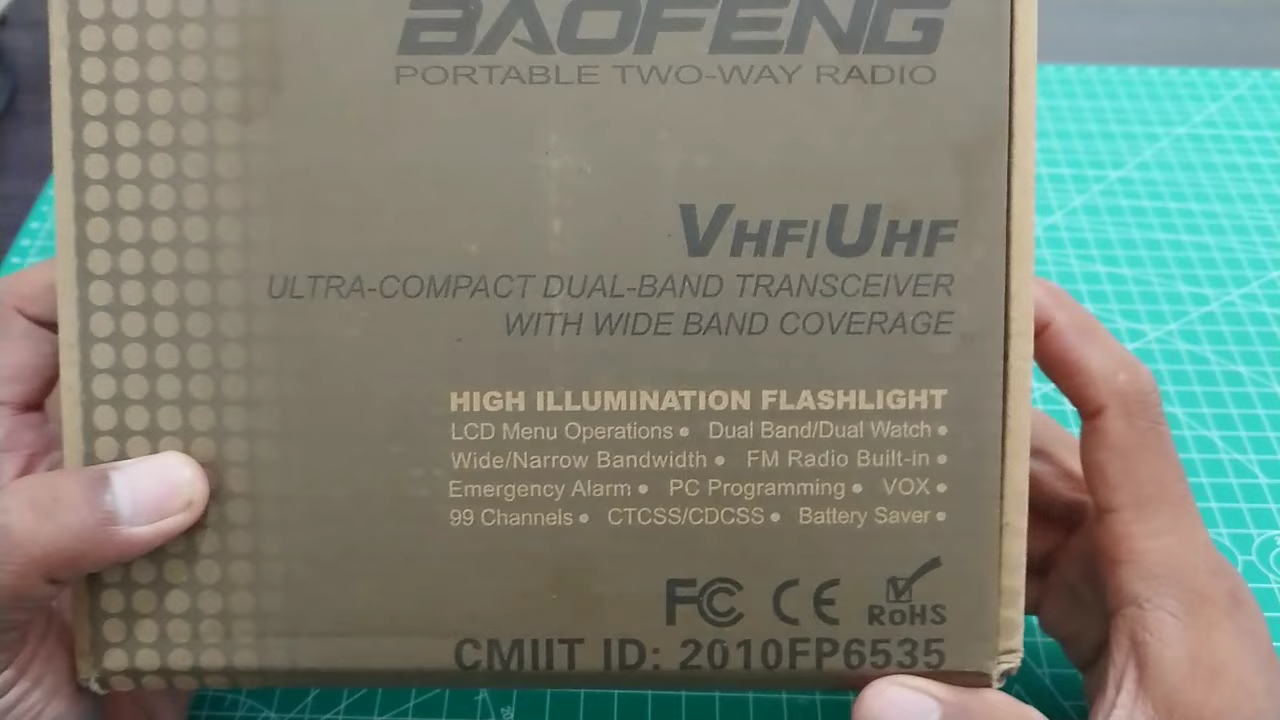 BAOFENG
PORTABLE TWO-WAY RADIO
VHF/UHF
ULTRA-COMPACT DUAL-BAND TRANSCEIVER
WITH WIDE BAND COVERAGE
HIGH ILLUMINATION FLASHLIGHT
LCD Menu Operations • Dual Band/Dual Watch •
Wide/Narrow Bandwidth • FM Radio Built-in •
Emergency Alarm • PC Programming • VOX •
99 Channels • CTCSS/CDCSS • Battery Saver •
FC CE RoHS
CMIIT ID: 2010FP6535